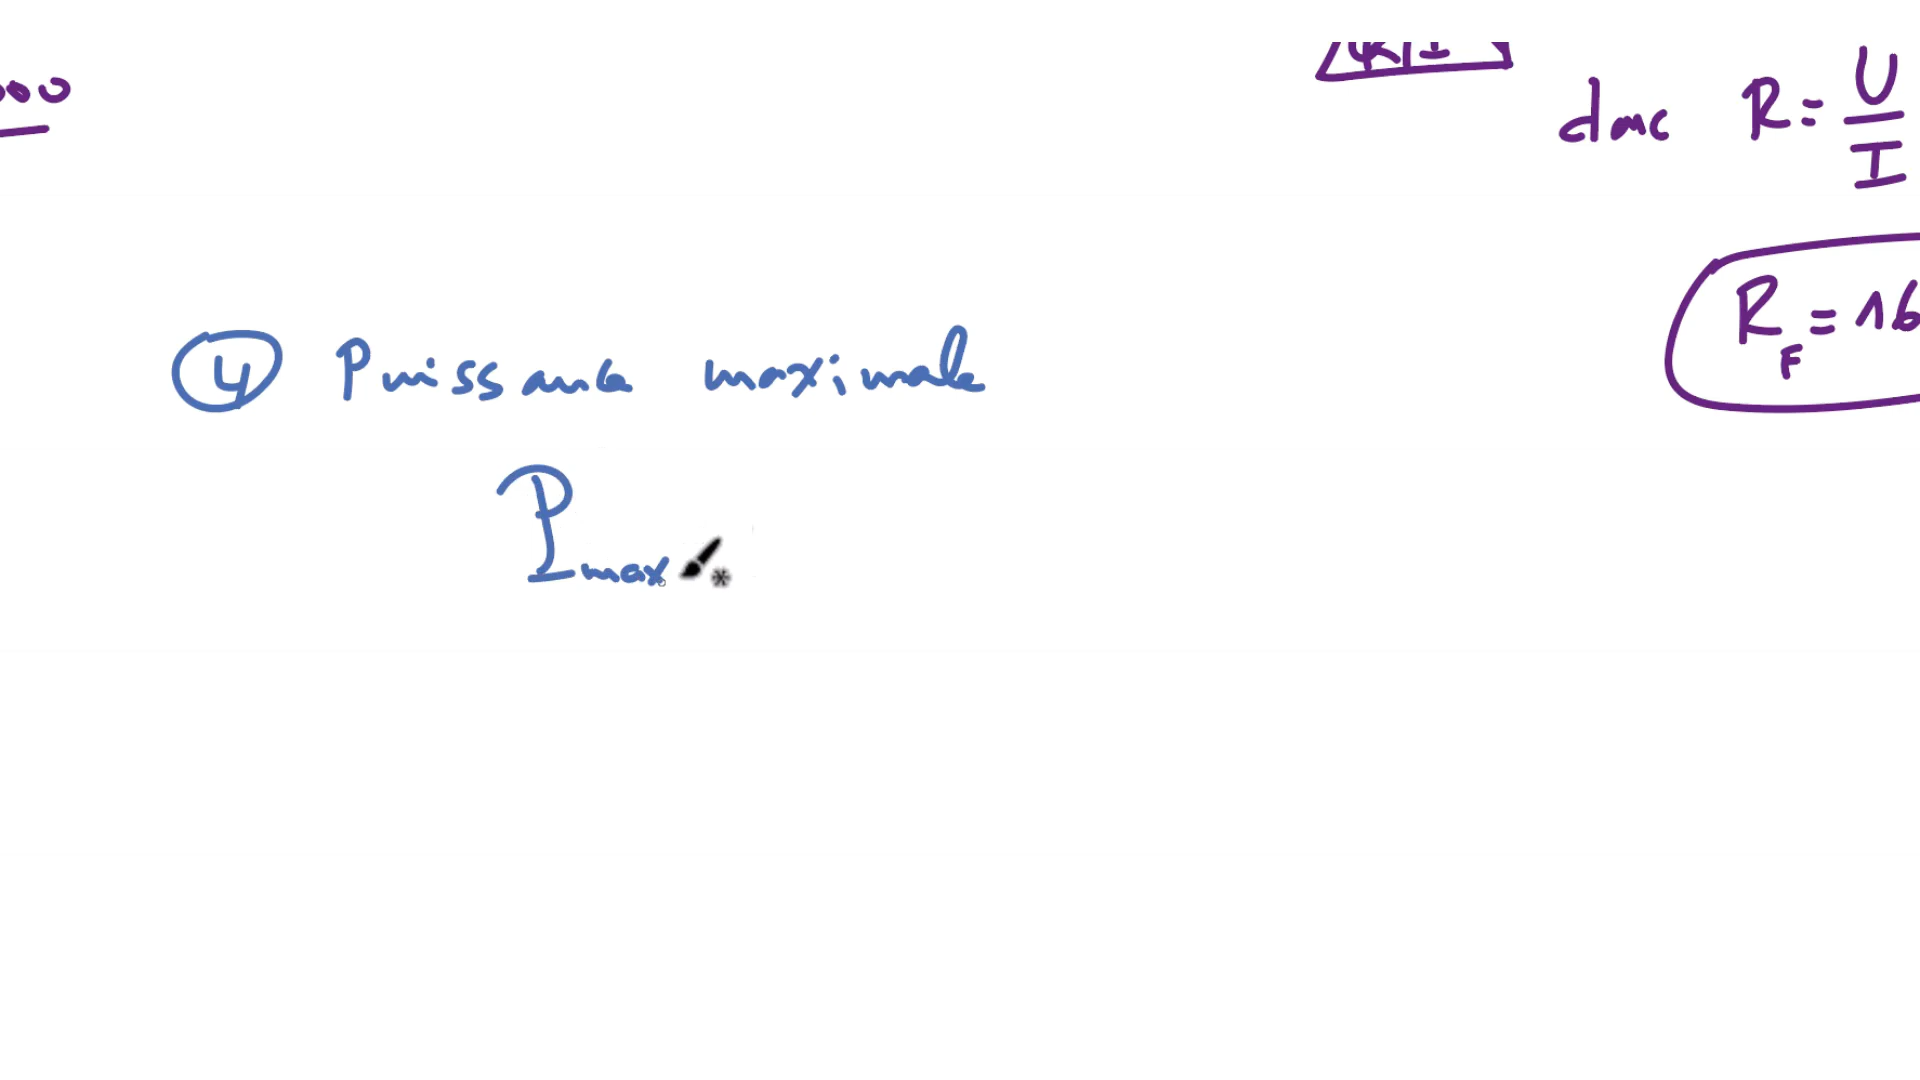 donc R = U / I
R_F = 16
④ Puissance maximale
P_max